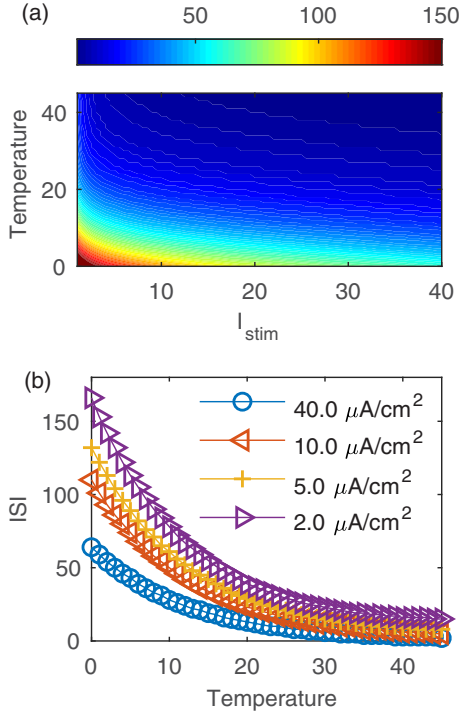 (a)
50 100 150
40
20
0
Temperature
10 20 30 40
I_stim
(b)
150
100
50
0
ISI
40.0 μA/cm²
10.0 μA/cm²
5.0 μA/cm²
2.0 μA/cm²
0 10 20 30 40
Temperature